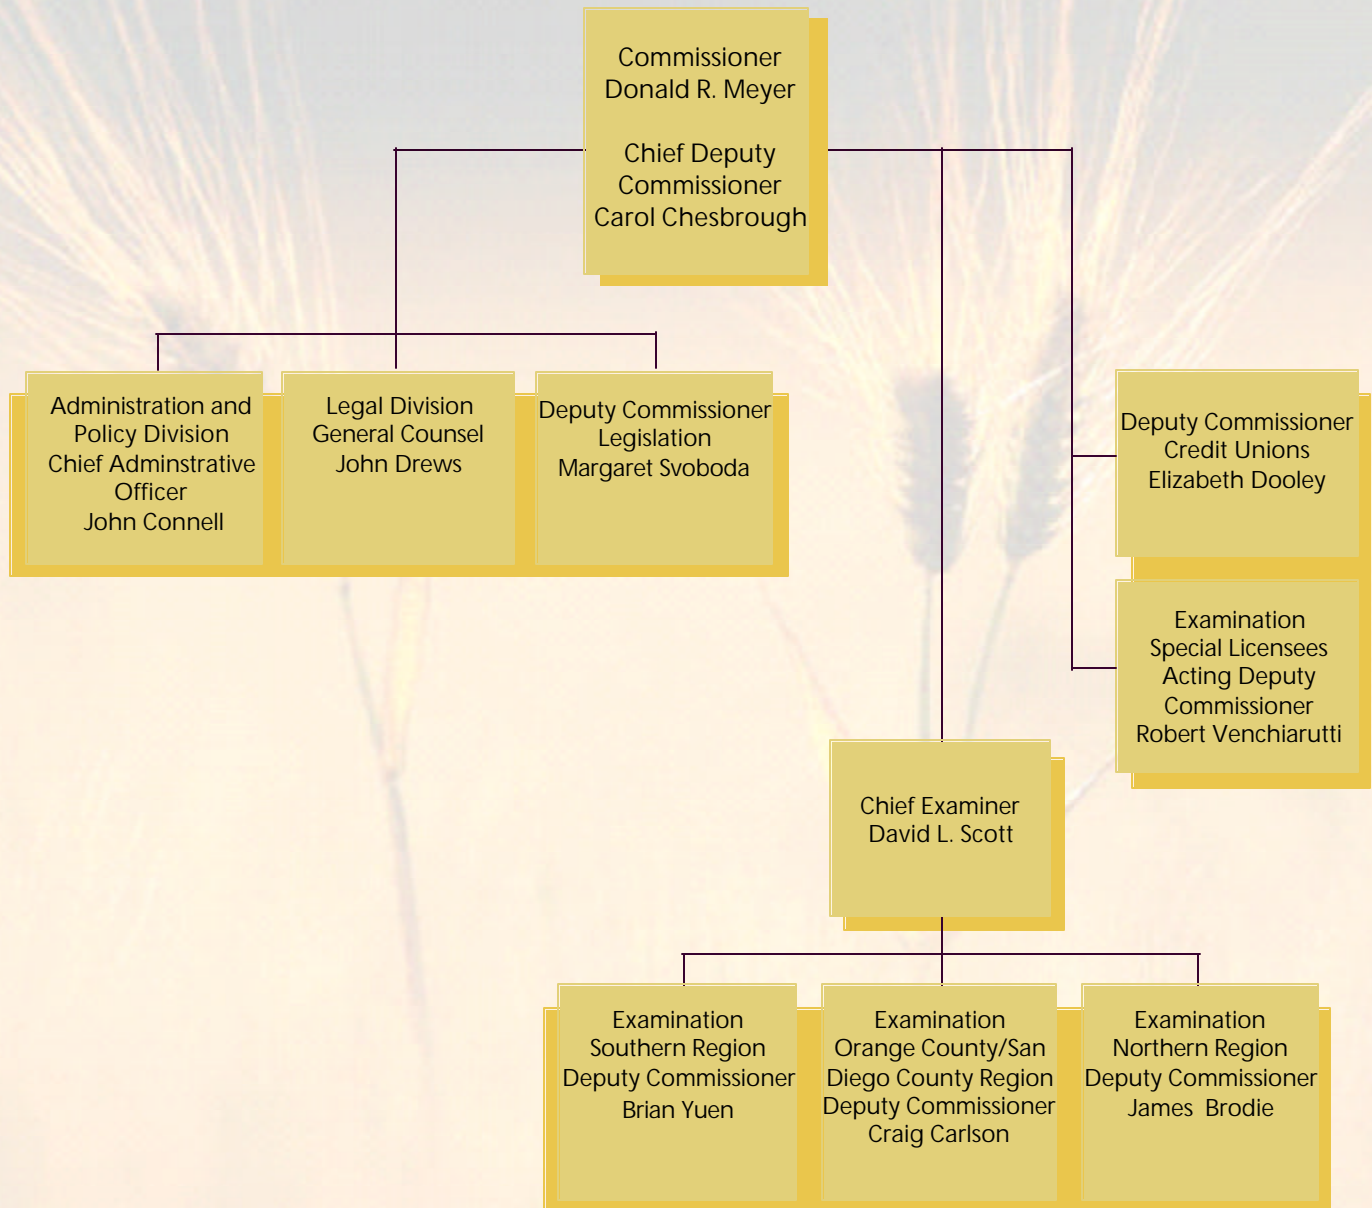 Commissioner
Donald R. Meyer
Chief Deputy
Commissioner
Carol Chesbrough
Administration and
Policy Division
Chief Adminstrative
Officer
John Connell
Legal Division
General Counsel
John Drews
Deputy Commissioner
Legislation
Margaret Svoboda
Deputy Commissioner
Credit Unions
Elizabeth Dooley
Examination
Special Licensees
Acting Deputy
Commissioner
Robert Venchiarutti
Chief Examiner
David L. Scott
Examination
Southern Region
Deputy Commissioner
Brian Yuen
Examination
Orange County/San
Diego County Region
Deputy Commissioner
Craig Carlson
Examination
Northern Region
Deputy Commissioner
James Brodie